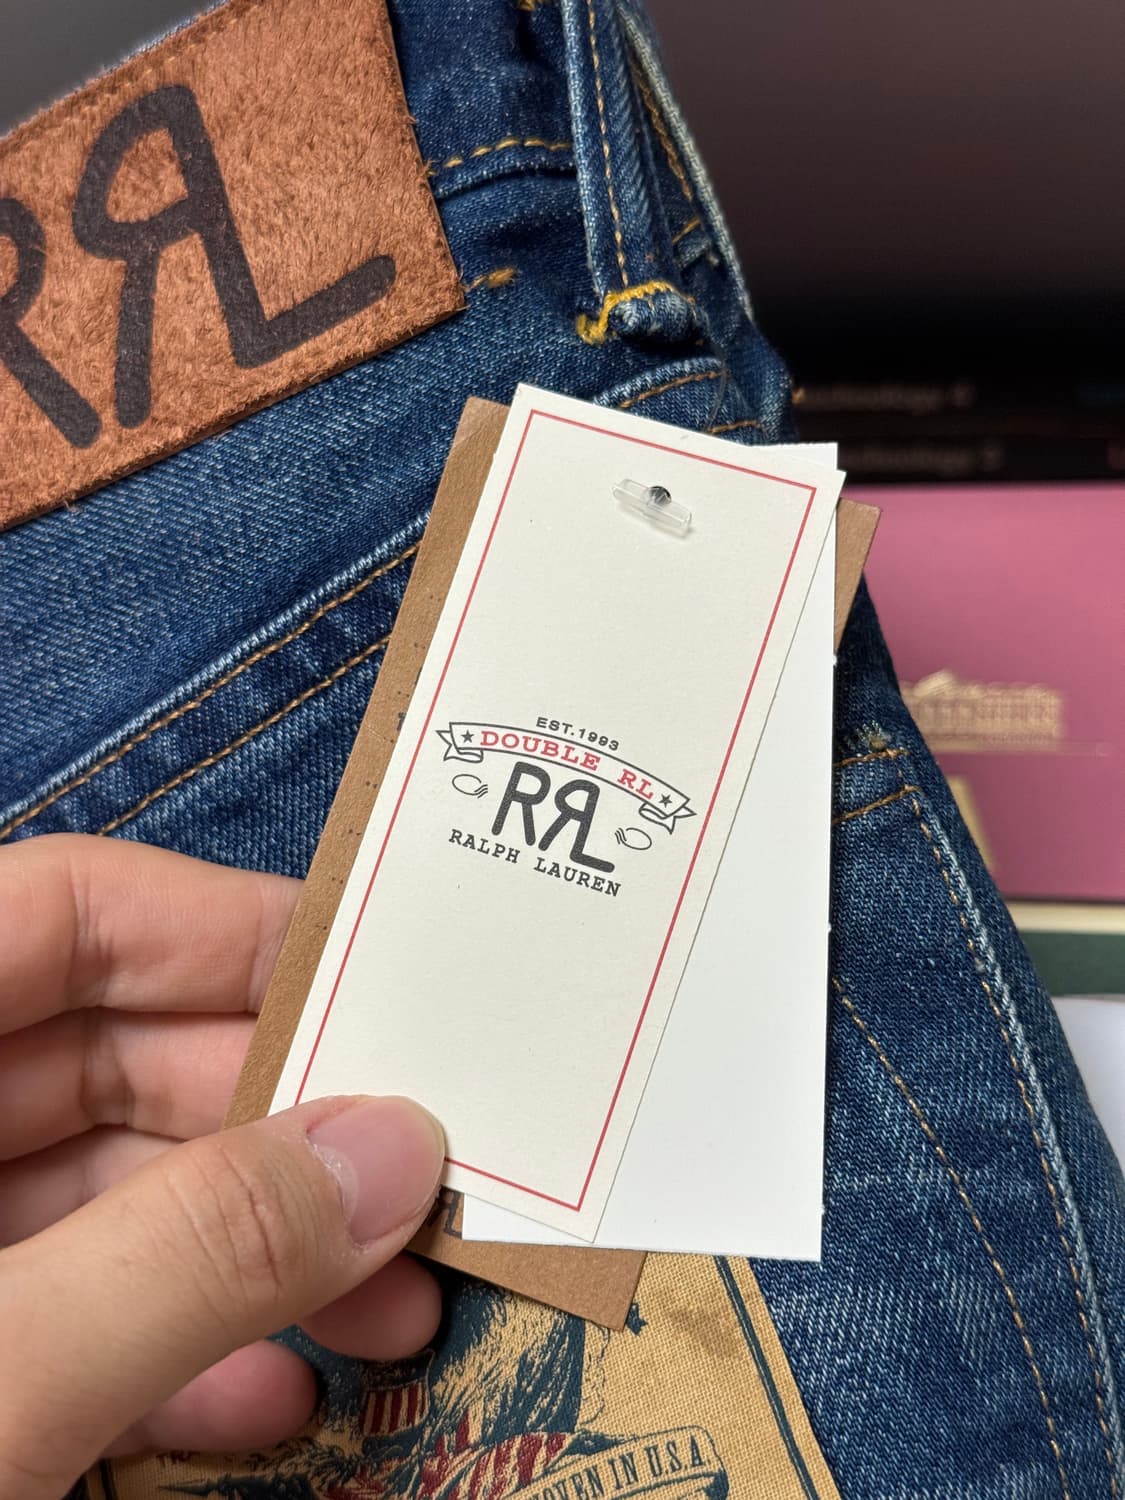 RRL
EST.1993
DOUBLE RL
RRL
RALPH LAUREN
WOVEN IN U.S.A